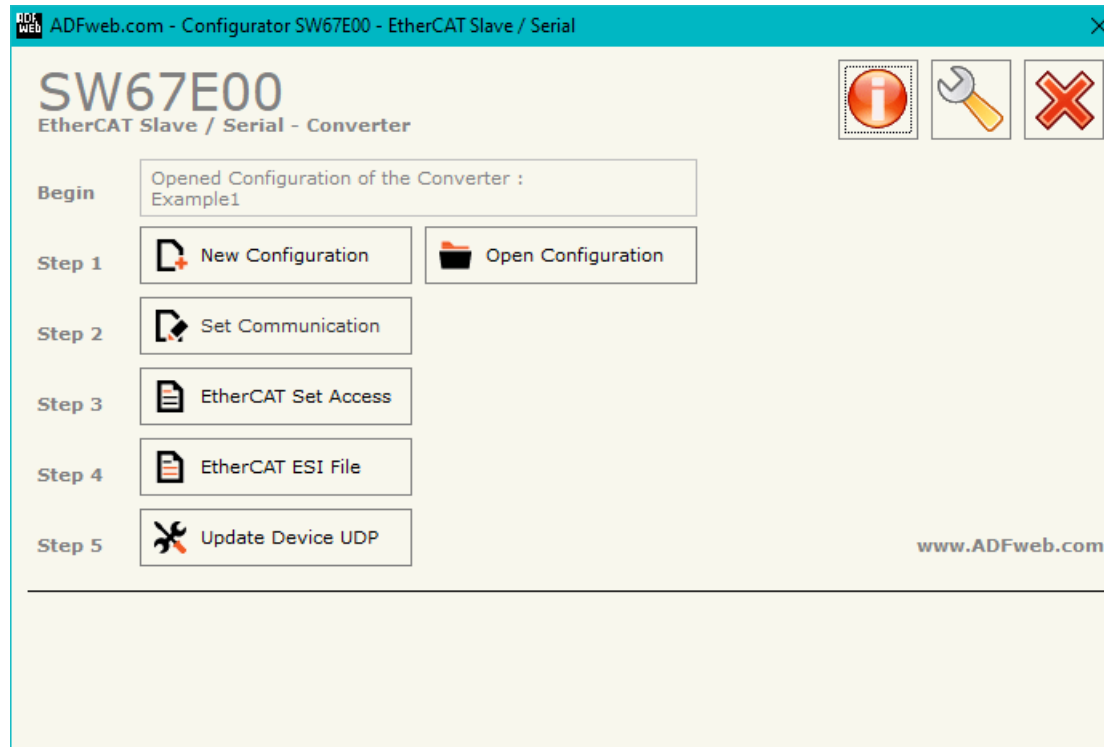 ADF
WEB
ADFweb.com - Configurator SW67E00 - EtherCAT Slave / Serial
SW67E00
EtherCAT Slave / Serial - Converter
Begin
Opened Configuration of the Converter :
Example1
Step 1
New Configuration
Open Configuration
Step 2
Set Communication
Step 3
EtherCAT Set Access
Step 4
EtherCAT ESI File
Step 5
Update Device UDP
www.ADFweb.com